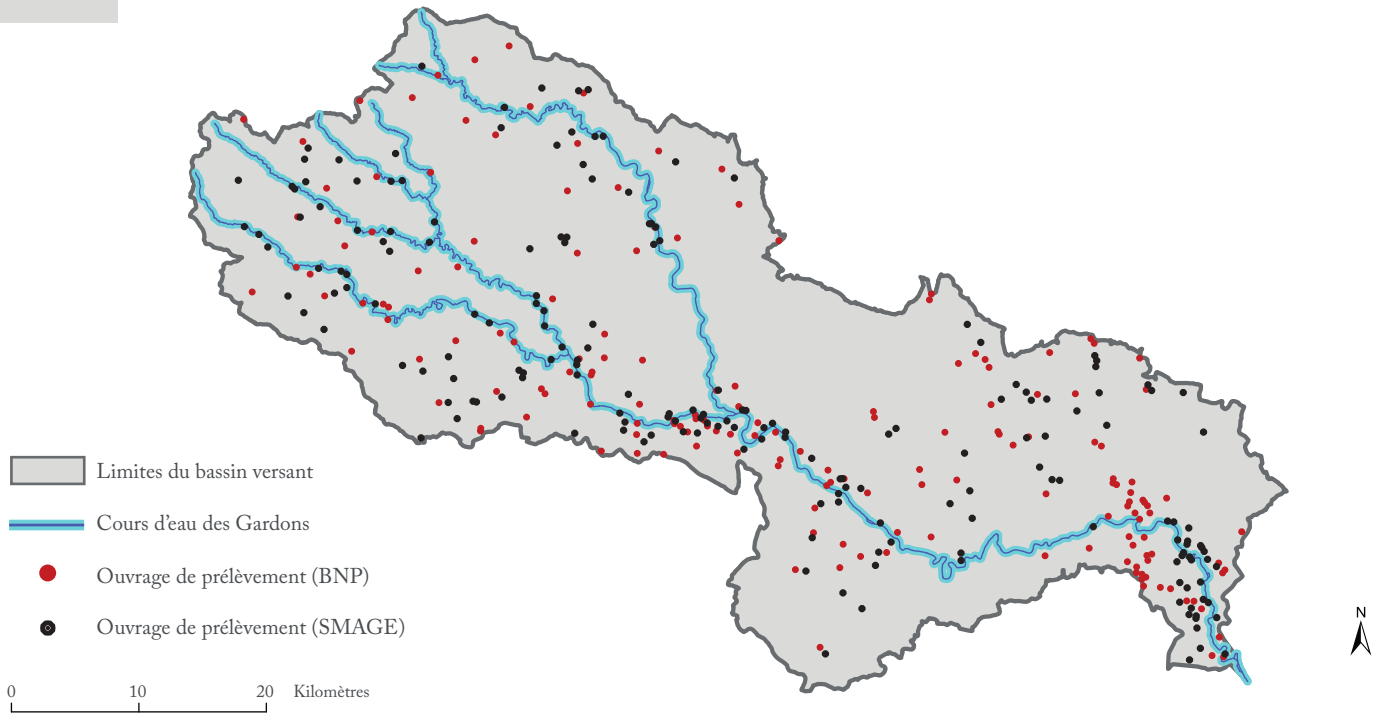 Limites du bassin versant
Cours d'eau des Gardons
Ouvrage de prélèvement (BNP)
Ouvrage de prélèvement (SMAGE)
N
0 10 20 Kilomètres